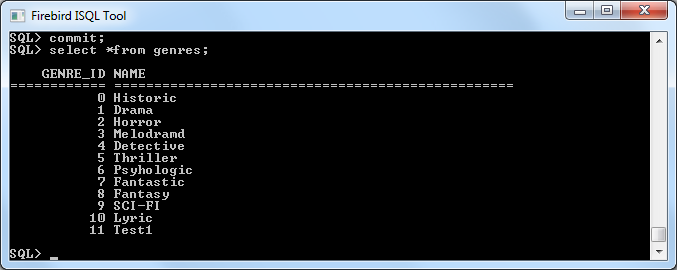 Firebird ISQL Tool
SQL> commit;
SQL> select *from genres;
GENRE_ID NAME
============ ==================================================
0 Historic
1 Drama
2 Horror
3 Melodramd
4 Detective
5 Thriller
6 Psyhologic
7 Fantastic
8 Fantasy
9 SCI-FI
10 Lyric
11 Test1
SQL> _